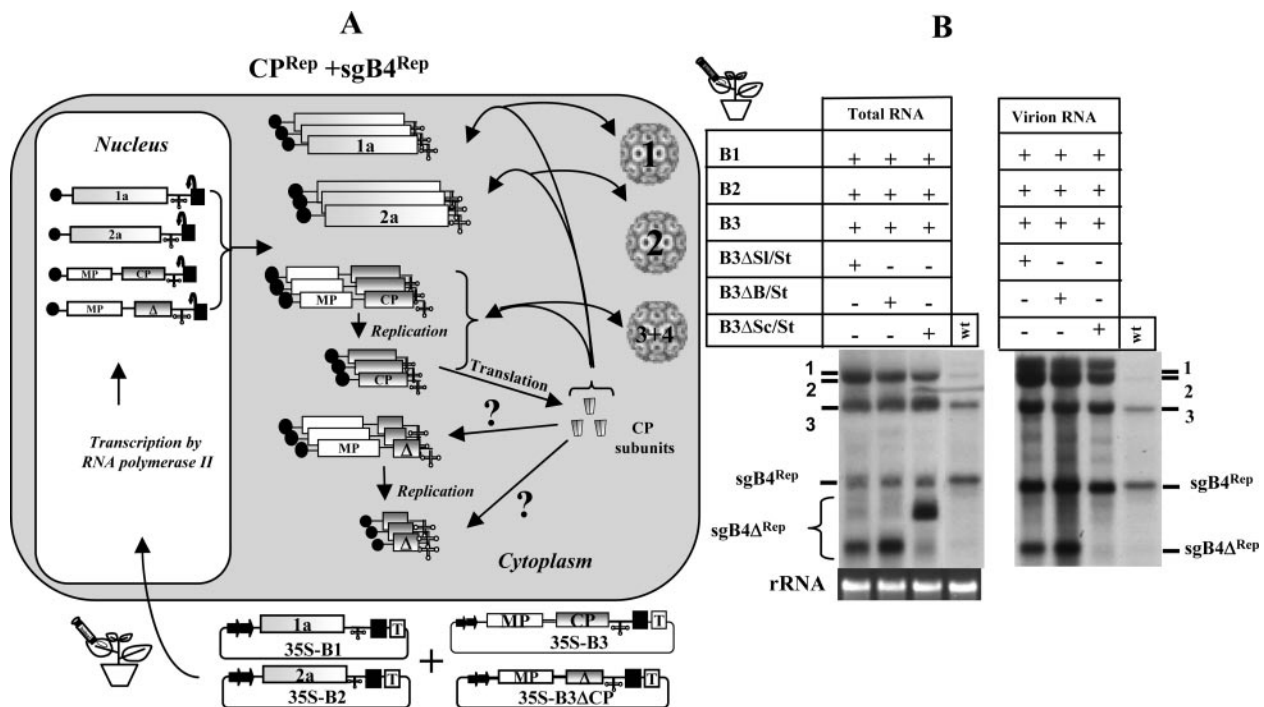 A
CP^Rep +sgB4^Rep
Nucleus
1a
2a
MP CP
MP Δ
Transcription by
RNA polymerase II
1a
2a
MP CP
Replication
CP
Translation
MP Δ
?
Replication
?
Δ
Cytoplasm
1
2
3+4
CP
subunits
1a
35S-B1
2a T
35S-B2
T
+
MP CP T
35S-B3
MP Δ T
35S-B3ΔCP
B
Total RNA Virion RNA
B1 + + + + + +
B2 + + + + + +
B3 + + + + + +
B3ΔSl/St + - - + - -
B3ΔB/St - + - - + -
B3ΔSc/St - - + wt - - + wt
1 1
2 2
3 3
sgB4^Rep sgB4^Rep
sgB4Δ^Rep sgB4Δ^Rep
rRNA